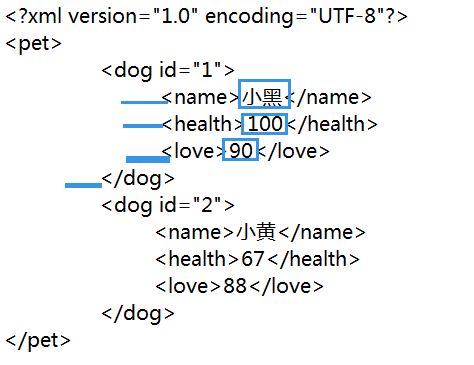 <?xml version="1.0" encoding="UTF-8"?>
<pet>
<dog id="1">
<name>小黑</name>
<health>100</health>
<love>90</love>
</dog>
<dog id="2">
<name>小黄</name>
<health>67</health>
<love>88</love>
</dog>
</pet>